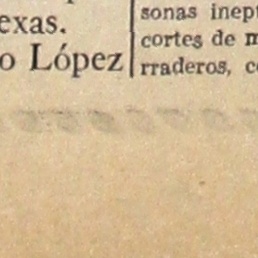 exas.
o López
sonas inept
cortes de m
rraderos, c